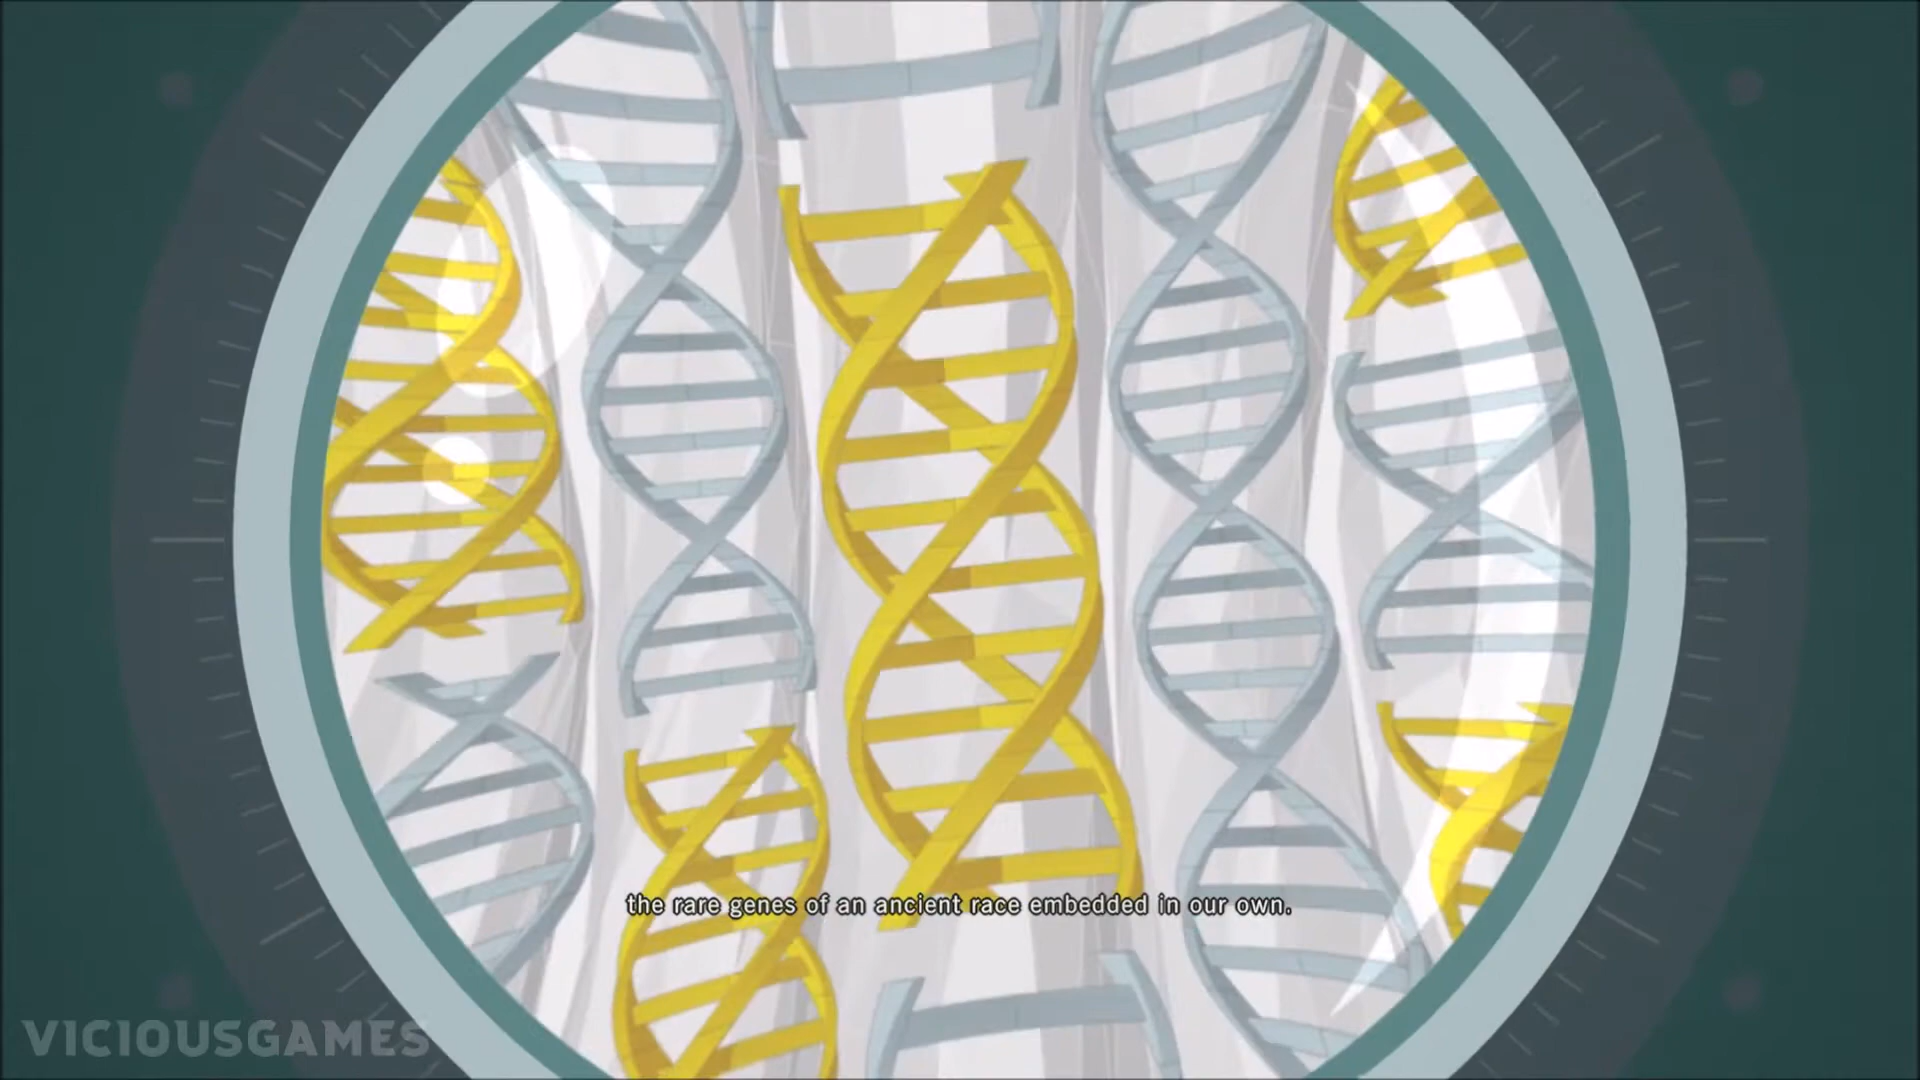 the rare genes of an ancient race embedded in our own.
VICIOUSGAMES